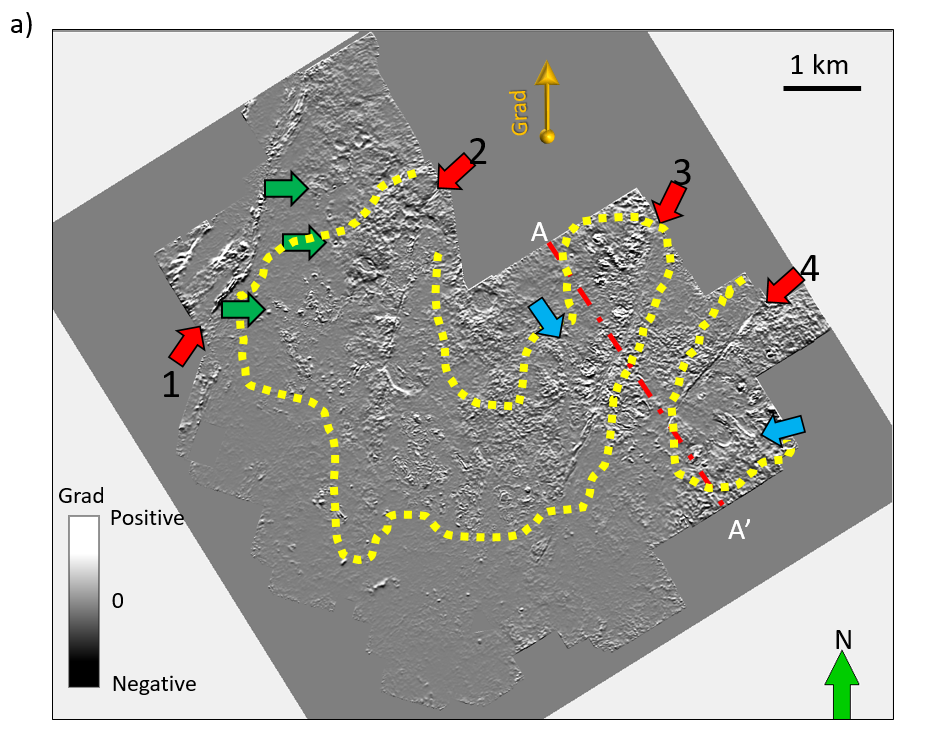 a)
1 km
Grad
2
3
A
4
1
Grad
Positive
0
Negative
A’
N